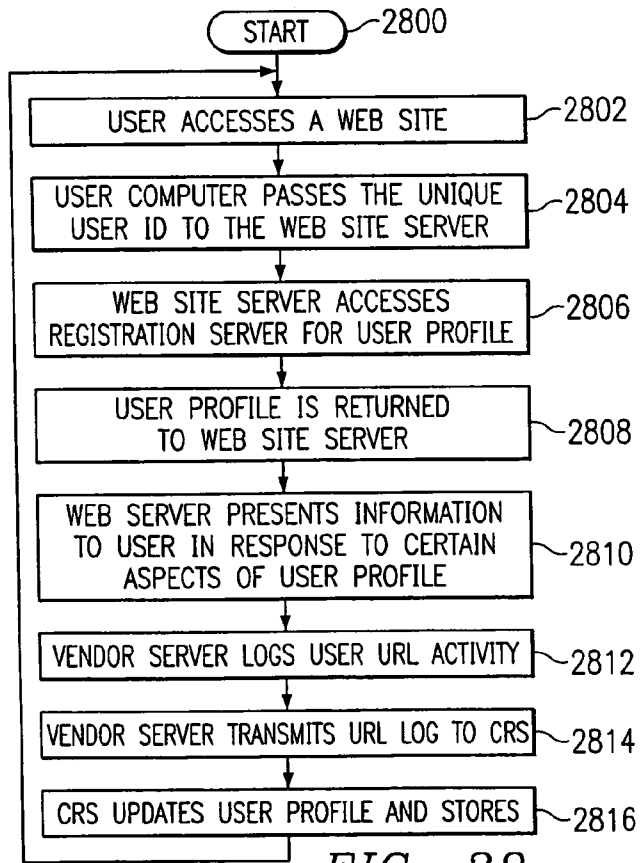 START
2800
USER ACCESSES A WEB SITE
2802
USER COMPUTER PASSES THE UNIQUE
USER ID TO THE WEB SITE SERVER
2804
WEB SITE SERVER ACCESSES
REGISTRATION SERVER FOR USER PROFILE
2806
USER PROFILE IS RETURNED
TO WEB SITE SERVER
2808
WEB SERVER PRESENTS INFORMATION
TO USER IN RESPONSE TO CERTAIN
ASPECTS OF USER PROFILE
2810
VENDOR SERVER LOGS USER URL ACTIVITY
2812
VENDOR SERVER TRANSMITS URL LOG TO CRS
2814
CRS UPDATES USER PROFILE AND STORES
2816